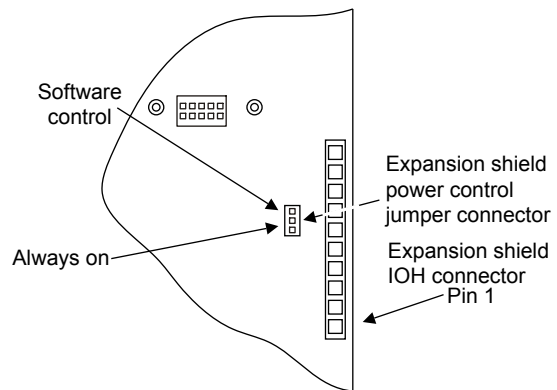 Software
control
Always on
Expansion shield
power control
jumper connector
Expansion shield
IOH connector
Pin 1